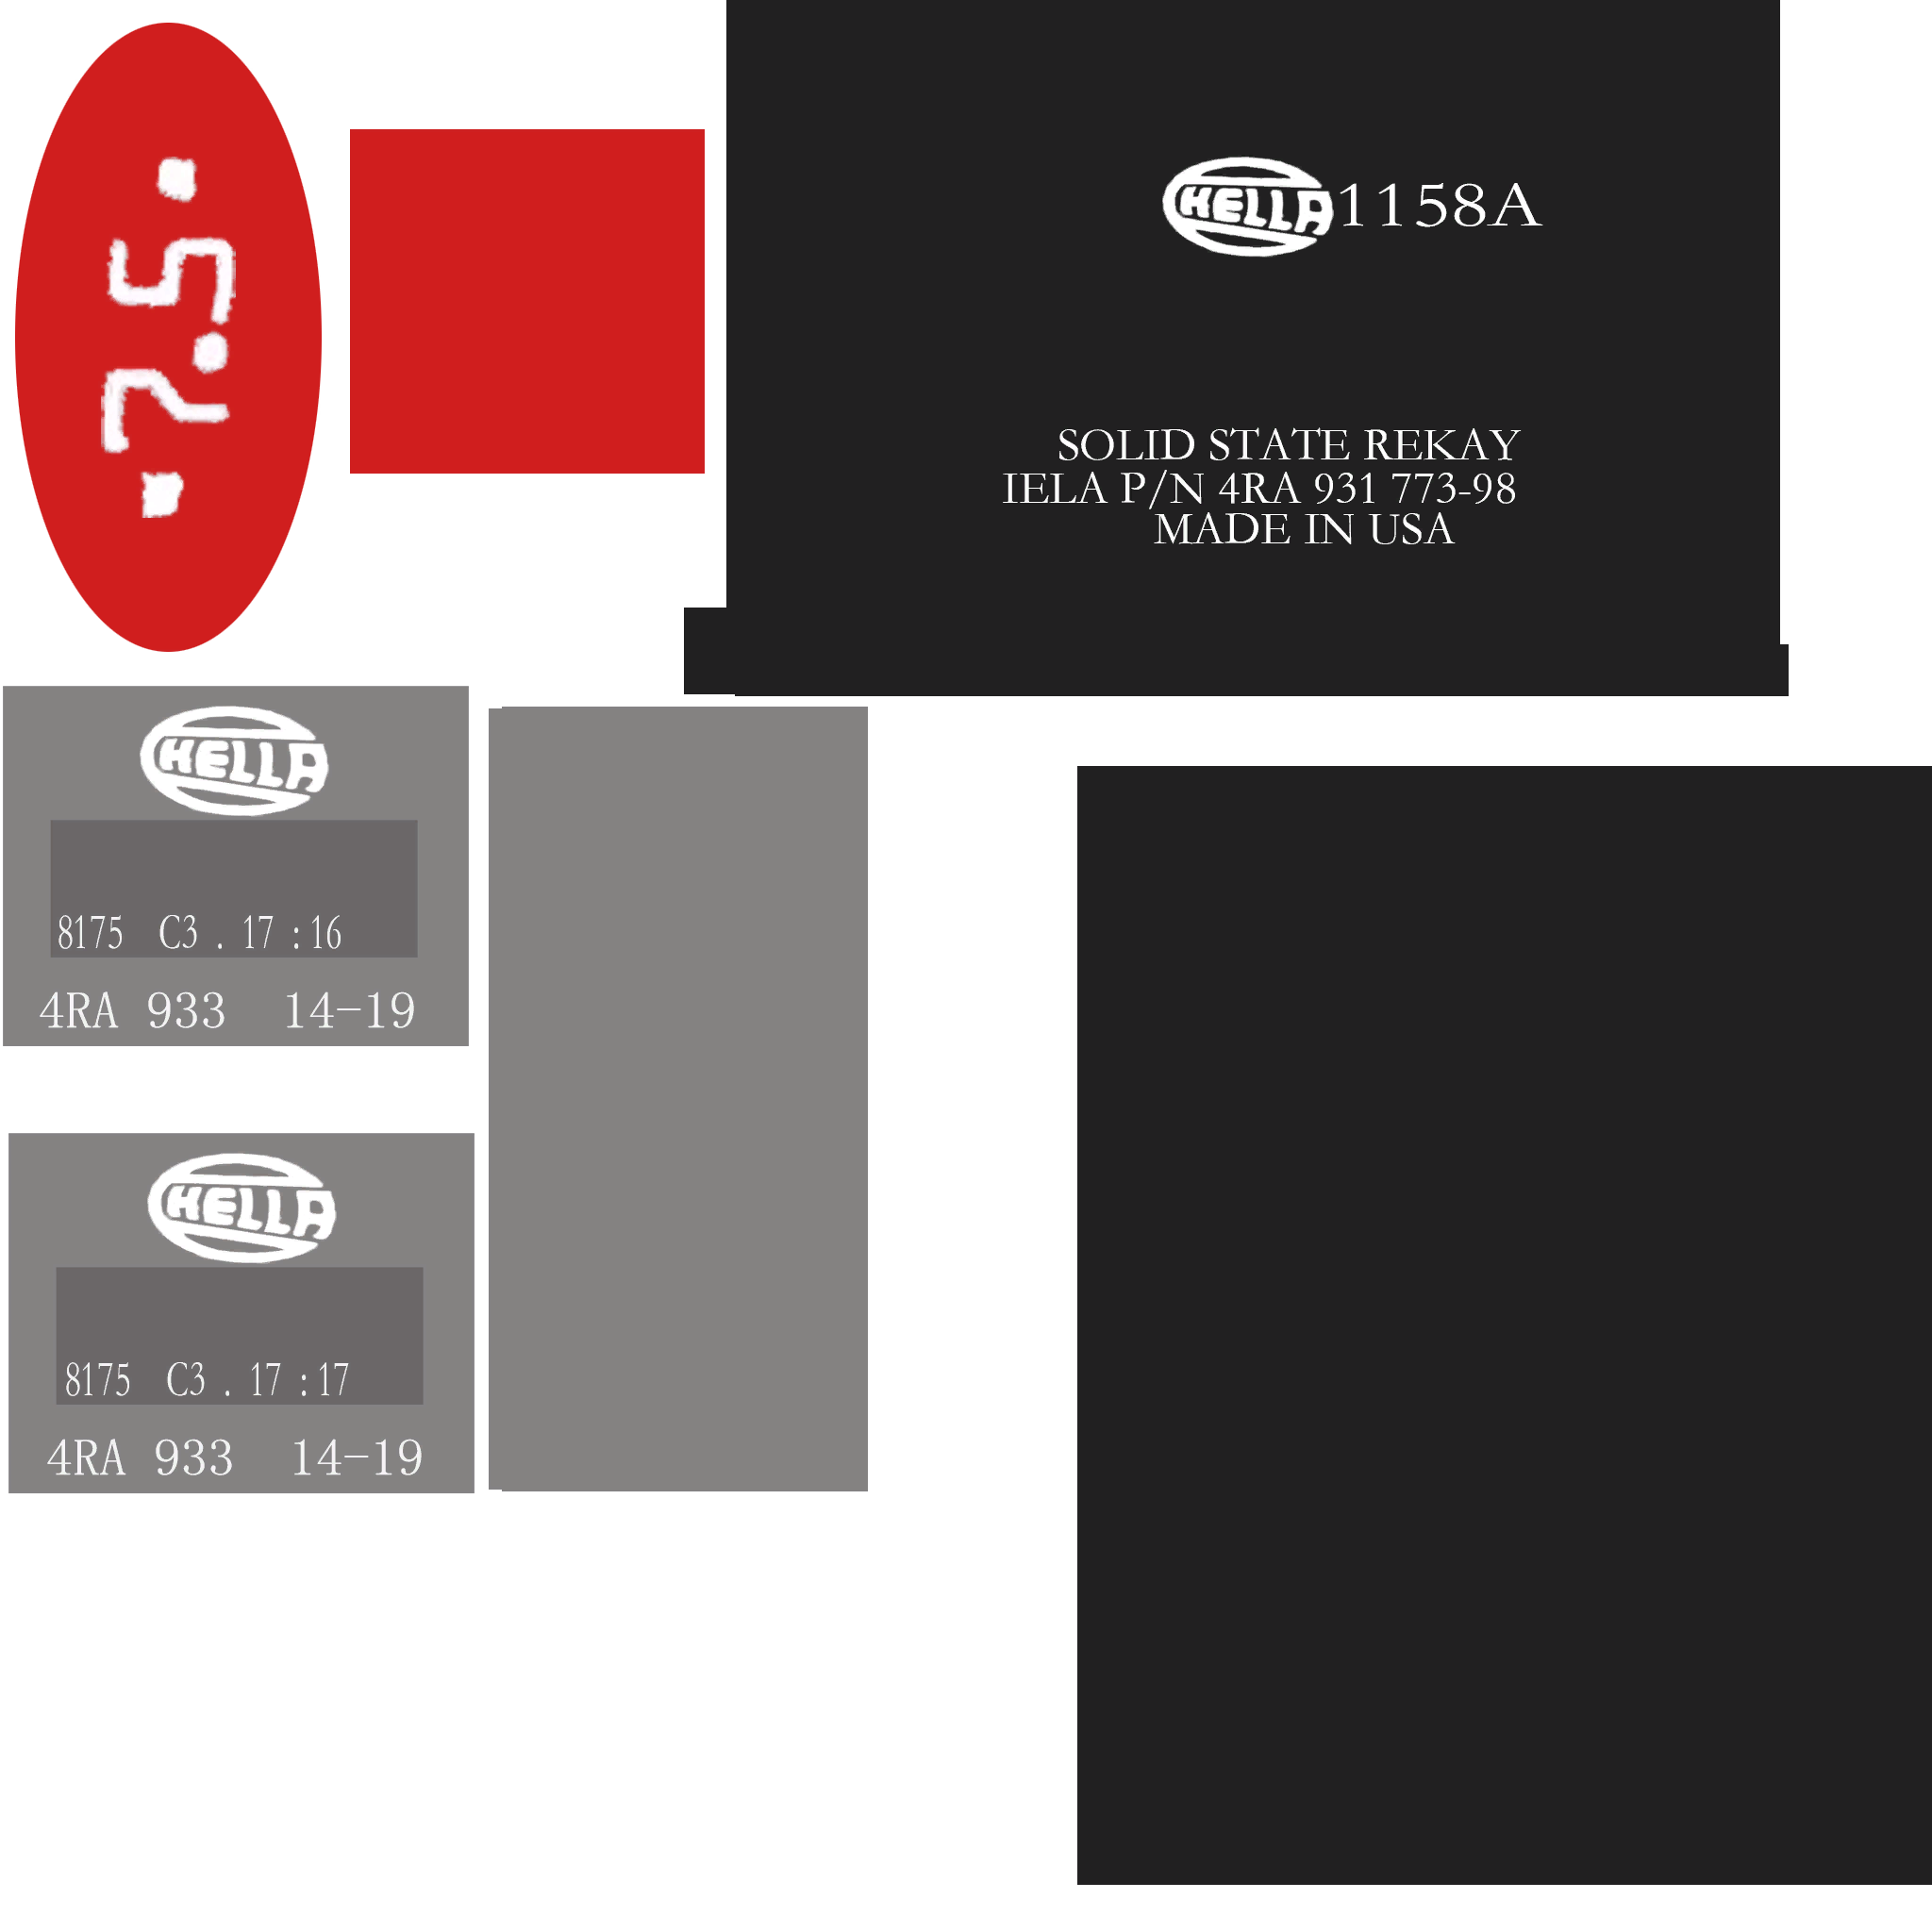 7.5
HELLA 1158A
SOLID STATE REKAY
IELA P/N 4RA 931 773-98
MADE IN USA
HELLA
8175 C3 . 17 :16
4RA 933 14-19
HELLA
8175 C3 . 17 :17
4RA 933 14-19